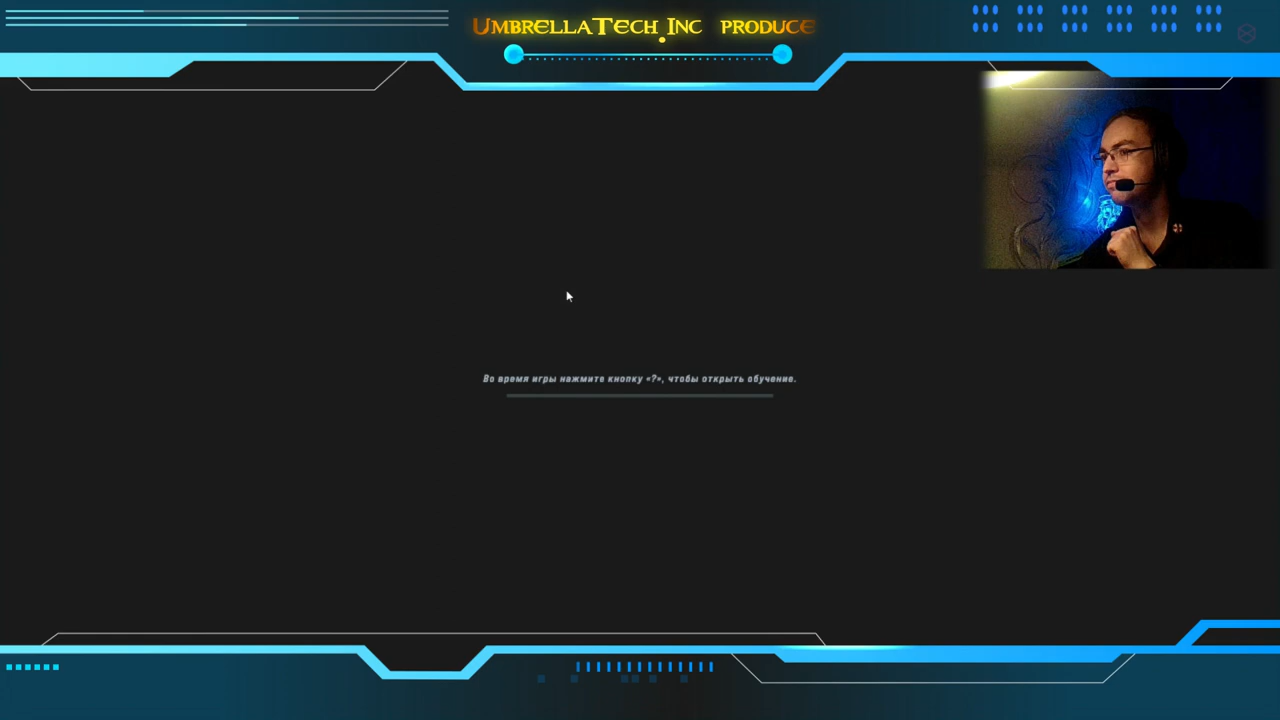 UmbrellaTech.Inc produce
Во время игры нажмите кнопку «?», чтобы открыть обучение.